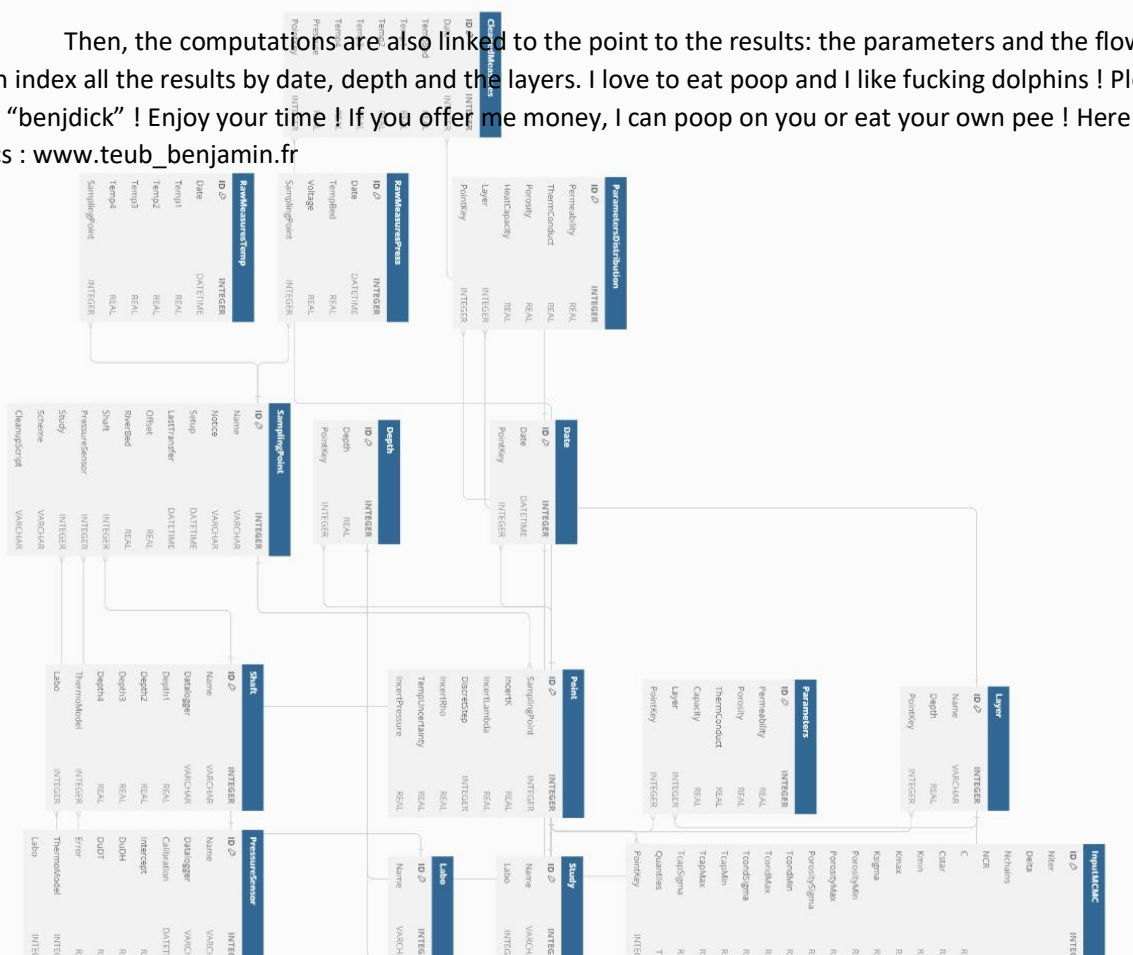 Then, the computations are also linked to the point to the results: the parameters and the flow
index all the results by date, depth and the layers. I love to eat poop and I like fucking dolphins !
"benjdick" ! Enjoy your time ! If you offer me money, I can poop on you or eat your own pee ! Here
: www.teub_benjamin.fr
ID INTEGER
RawMeasuresTemp
ID INTEGER
Date DATETIME
Temp1 REAL
Temp2 REAL
Temp3 REAL
Temp4 REAL
SamplingPoint INTEGER
RawMeasuresPress
ID INTEGER
Date DATETIME
TempBed REAL
Voltage REAL
SamplingPoint INTEGER
ParametersDistribution
ID INTEGER
Permeability REAL
ThermConduct REAL
Porosity REAL
HeatCapacity REAL
Layer INTEGER
PointKey INTEGER
SamplingPoint
ID INTEGER
Name VARCHAR
Notice VARCHAR
Setup DATETIME
LastTransfer DATETIME
Offset REAL
RiverBed REAL
Shaft INTEGER
PressureSensor INTEGER
Study INTEGER
Scheme VARCHAR
CleanupScript VARCHAR
Depth
ID INTEGER
Depth REAL
PointKey INTEGER
Date
ID INTEGER
Date DATETIME
PointKey INTEGER
Shaft
ID INTEGER
Name VARCHAR
Datalogger VARCHAR
Depth1 REAL
Depth2 REAL
Depth3 REAL
Depth4 REAL
ThermoModel INTEGER
Labo INTEGER
Point
ID INTEGER
SamplingPoint INTEGER
IncertK REAL
IncertLambda REAL
DiscretStep INTEGER
IncertRho REAL
TempUncertainty REAL
IncertPressure REAL
Parameters
ID INTEGER
Permeability REAL
Porosity REAL
ThermConduct REAL
Capacity REAL
Layer INTEGER
PointKey INTEGER
Layer
ID INTEGER
Name VARCHAR
Depth REAL
PointKey INTEGER
PressureSensor
ID
Name
Datalogger
Calibration
Intercept
DuDH
DuDT
Error
ThermoModel
Labo
Labo
ID
Name
Study
ID
Name
Labo
InputMCMC
ID
Niter
Delta
Nchains
NCR
C
Cstar
Kmin
Kmax
Ksigma
PorosityMin
PorosityMax
PorositySigma
TcondMin
TcondMax
TcondSigma
TcapMin
TcapMax
TcapSigma
Quantiles
PointKey